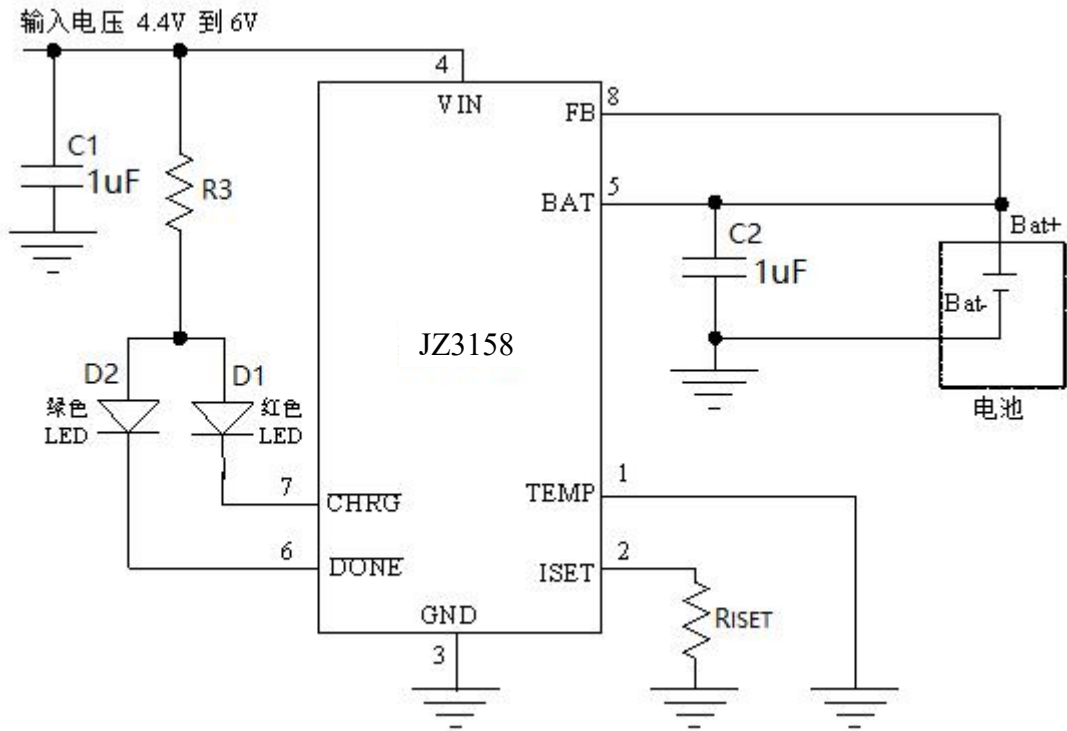 输入电压 4.4V 到 6V
4
VIN
8
FB
C1
1uF
R3
5
BAT
Bat+
C2
1uF
Bat-
JZ3158
D2
D1
电池
绿色
LED
红色
LED
7
CHRG
1
TEMP
6
DONE
2
ISET
GND
RISET
3